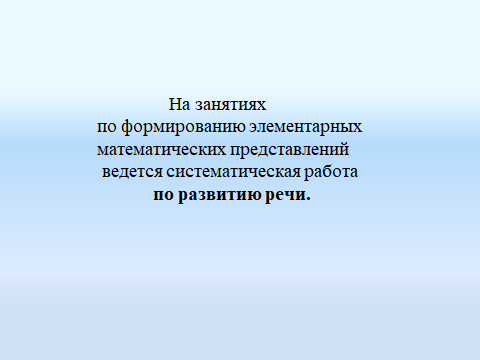 На занятиях
по формированию элементарных
математических представлений
ведется систематическая работа
по развитию речи.